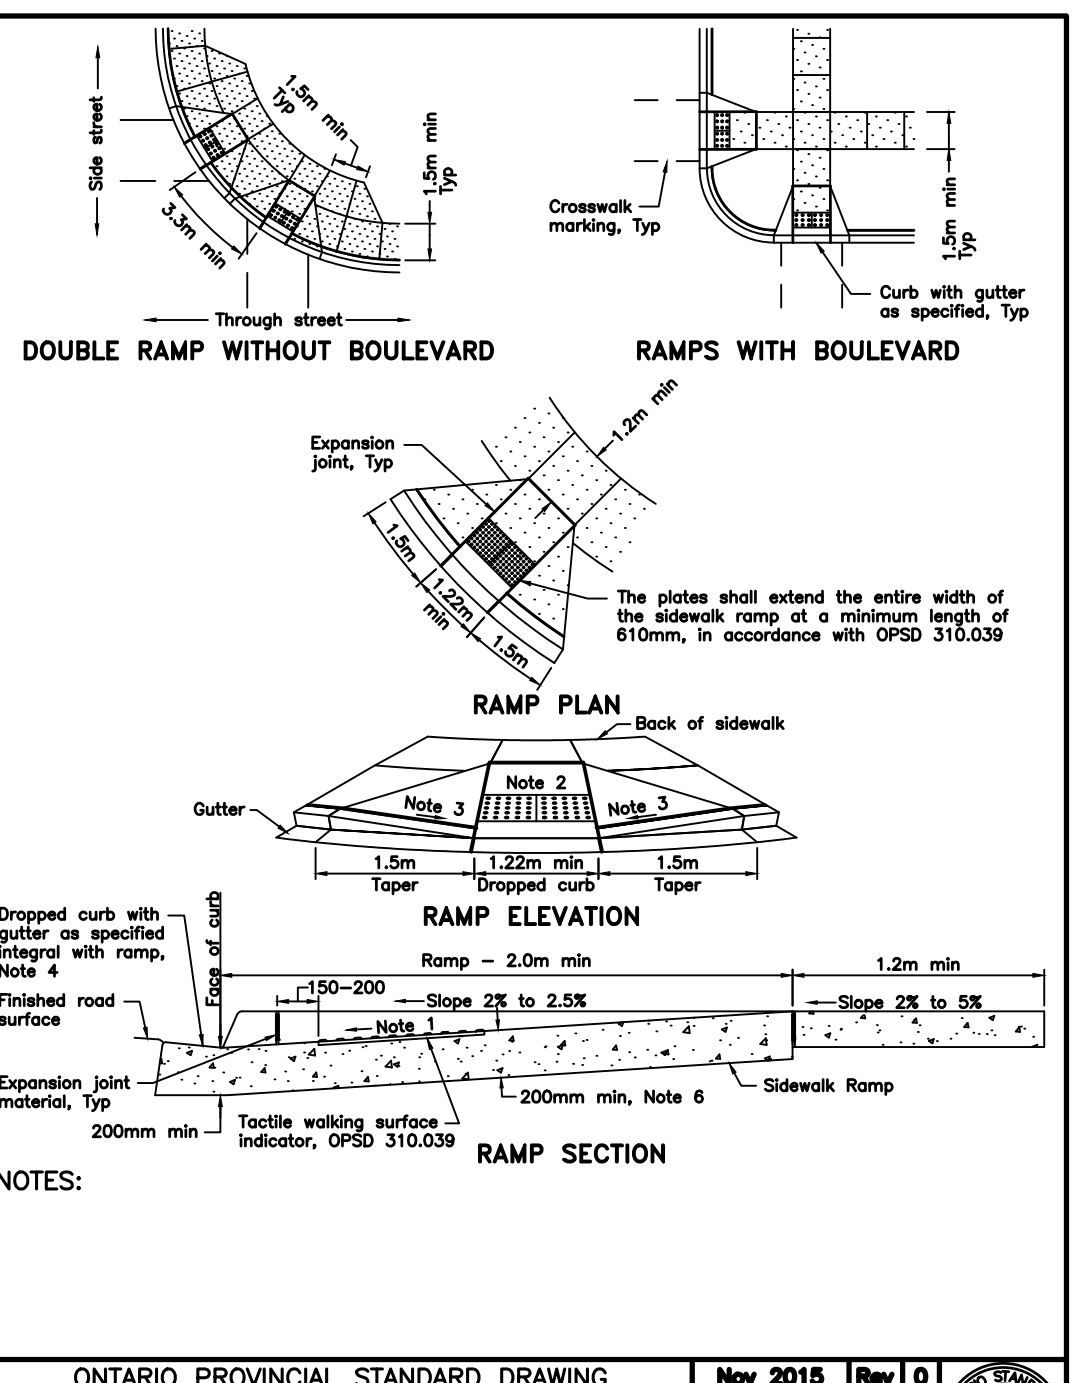 Side street
1.5m min
Typ
1.5m min
Typ
3.3m min
Through street
DOUBLE RAMP WITHOUT BOULEVARD
Crosswalk
marking, Typ
1.5m min
Typ
Curb with gutter
as specified, Typ
RAMPS WITH BOULEVARD
1.2m min
Expansion
joint, Typ
1.5m
1.22m
min
1.5m
The plates shall extend the entire width of
the sidewalk ramp at a minimum length of
610mm, in accordance with OPSD 310.039
RAMP PLAN
Back of sidewalk
Note 2
Gutter
Note 3
Note 3
1.5m
Taper
1.22m min
Dropped curb
1.5m
Taper
RAMP ELEVATION
Dropped curb with
gutter as specified
integral with ramp,
Note 4
Face of curb
Ramp – 2.0m min
1.2m min
150–200
Slope 2% to 2.5%
Slope 2% to 5%
Finished road
surface
Note 1
Expansion joint
material, Typ
Sidewalk Ramp
200mm min, Note 6
200mm min
Tactile walking surface
indicator, OPSD 310.039
RAMP SECTION
NOTES:
ONTARIO PROVINCIAL STANDARD DRAWING
Nov 2015
Rev
0